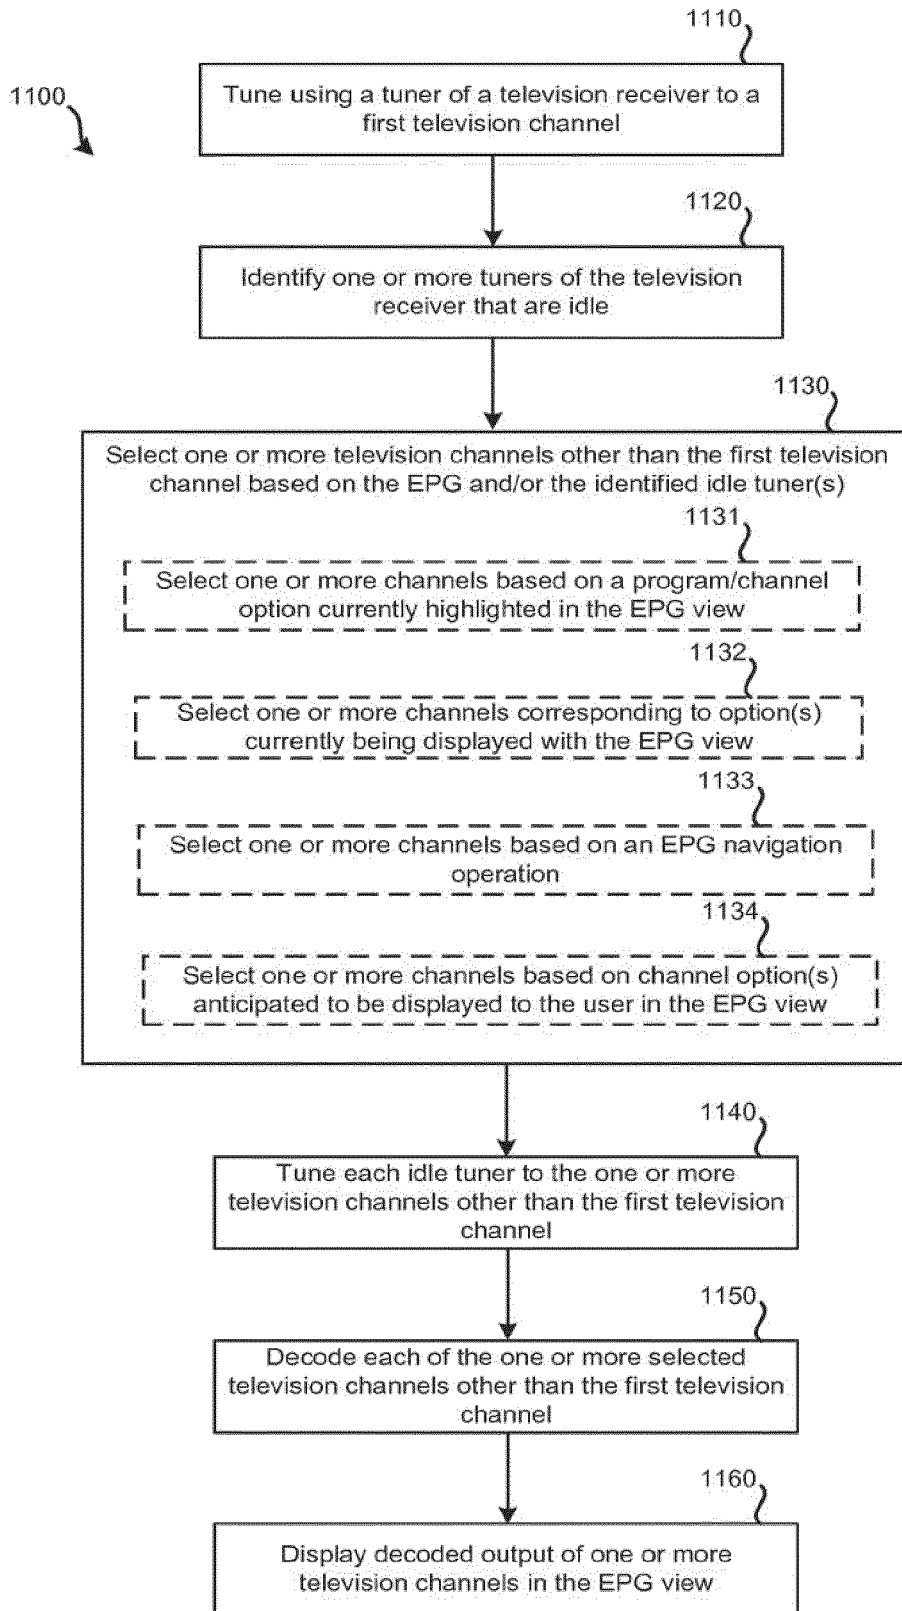 1110
1100
Tune using a tuner of a television receiver to a
first television channel
1120
Identify one or more tuners of the television
receiver that are idle
1130
Select one or more television channels other than the first television
channel based on the EPG and/or the identified idle tuner(s)
1131
Select one or more channels based on a program/channel
option currently highlighted in the EPG view
1132
Select one or more channels corresponding to option(s)
currently being displayed with the EPG view
1133
Select one or more channels based on an EPG navigation
operation
1134
Select one or more channels based on channel option(s)
anticipated to be displayed to the user in the EPG view
1140
Tune each idle tuner to the one or more
television channels other than the first television
channel
1150
Decode each of the one or more selected
television channels other than the first television
channel
1160
Display decoded output of one or more
television channels in the EPG view